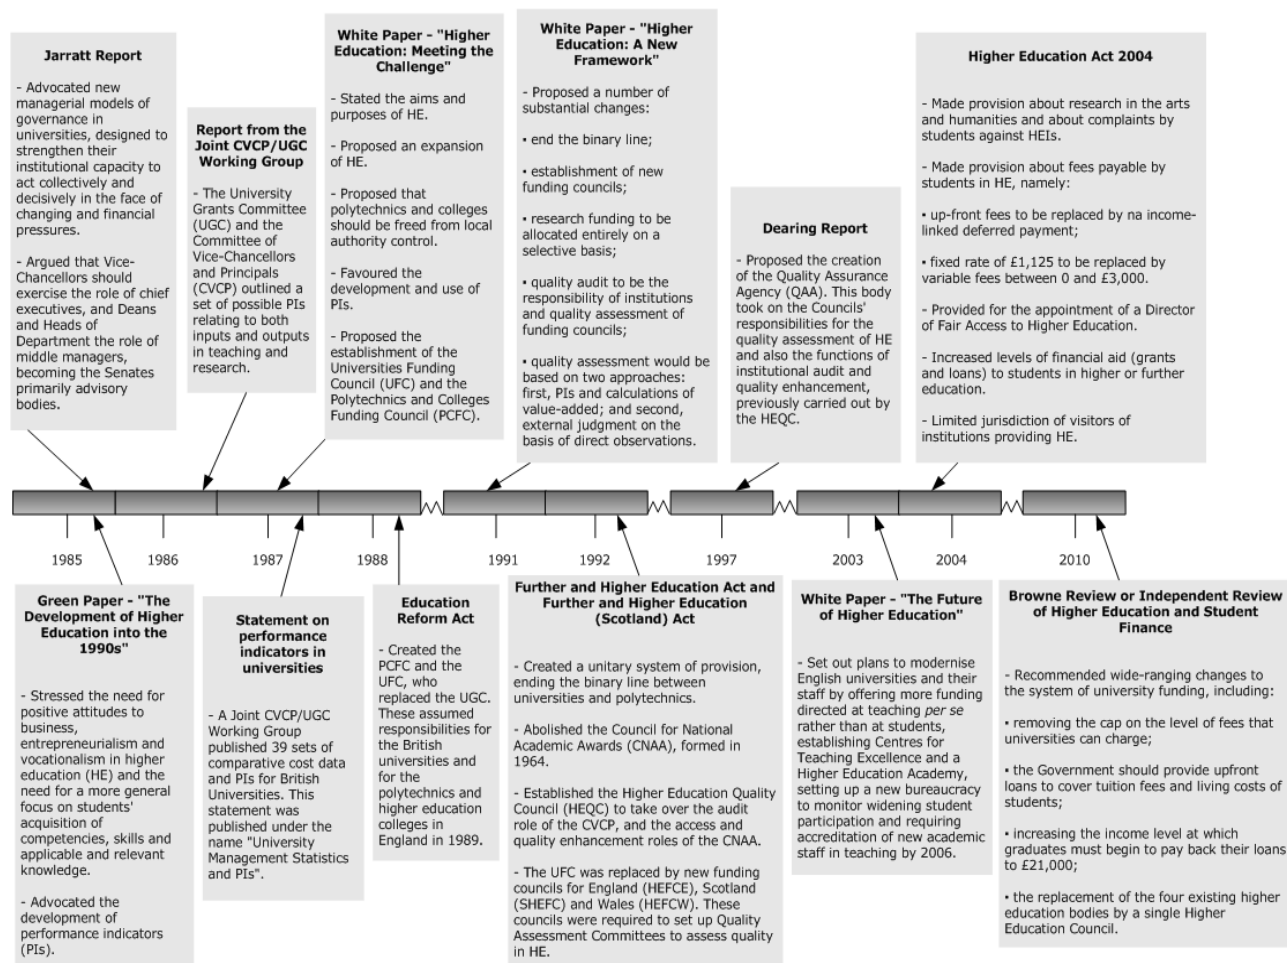 Jarratt Report
- Advocated new
managerial models of
governance in
universities, designed to
strengthen their
institutional capacity to
act collectively and
decisively in the face of
changing and financial
pressures.
- Argued that Vice-
Chancellors should
exercise the role of chief
executives, and Deans and
Heads of
Department the role of
middle managers,
becoming the Senates
primarily advisory
bodies.
Report from the
Joint CVCP/UGC
Working Group
- The University
Grants Committee
(UGC) and the
Committee of
Vice-Chancellors
and Principals
(CVCP) outlined a
set of possible PIs
relating to both
inputs and outputs
in teaching and
research.
White Paper - "Higher
Education: Meeting the
Challenge"
- Stated the aims and
purposes of HE.
- Proposed an expansion
of HE.
- Proposed that
polytechnics and colleges
should be freed from local
authority control.
- Favoured the
development and use of
PIs.
- Proposed the
establishment of the
Universities Funding
Council (UFC) and the
Polytechnics and Colleges
Funding Council (PCFC).
White Paper - "Higher
Education: A New
Framework"
- Proposed a number of
substantial changes:
• end the binary line;
• establishment of new
funding councils;
• research funding to be
allocated entirely on a
selective basis;
• quality audit to be the
responsibility of institutions
and quality assessment of
funding councils;
• quality assessment would be
based on two approaches:
first, PIs and calculations of
value-added; and second,
external judgment on the
basis of direct observations.
Dearing Report
- Proposed the creation
of the Quality Assurance
Agency (QAA). This body
took on the Councils'
responsibilities for the
quality assessment of HE
and also the functions of
institutional audit and
quality enhancement,
previously carried out by
the HEQC.
Higher Education Act 2004
- Made provision about research in the arts
and humanities and about complaints by
students against HEIs.
- Made provision about fees payable by
students in HE, namely:
• up-front fees to be replaced by na income-
linked deferred payment;
• fixed rate of £1,125 to be replaced by
variable fees between 0 and £3,000.
- Provided for the appointment of a Director
of Fair Access to Higher Education.
- Increased levels of financial aid (grants
and loans) to students in higher or further
education.
- Limited jurisdiction of visitors of
institutions providing HE.
1985
1986
1987
1988
1991
1992
1997
2003
2004
2010
Green Paper - "The
Development of Higher
Education into the
1990s"
- Stressed the need for
positive attitudes to
business,
entrepreneurialism and
vocationalism in higher
education (HE) and the
need for a more general
focus on students'
acquisition of
competencies, skills and
applicable and relevant
knowledge.
- Advocated the
development of
performance indicators
(PIs).
Statement on
performance
indicators in
universities
- A Joint CVCP/UGC
Working Group
published 39 sets of
comparative cost data
and PIs for British
Universities. This
statement was
published under the
name "University
Management Statistics
and PIs".
Education
Reform Act
- Created the
PCFC and the
UFC, who
replaced the UGC.
These assumed
responsibilities for
the British
universities and
for the
polytechnics and
higher education
colleges in
England in 1989.
Further and Higher Education Act and
Further and Higher Education
(Scotland) Act
- Created a unitary system of provision,
ending the binary line between
universities and polytechnics.
- Abolished the Council for National
Academic Awards (CNAA), formed in
1964.
- Established the Higher Education Quality
Council (HEQC) to take over the audit
role of the CVCP, and the access and
quality enhancement roles of the CNAA.
- The UFC was replaced by new funding
councils for England (HEFCE), Scotland
(SHEFC) and Wales (HEFCW). These
councils were required to set up Quality
Assessment Committees to assess quality
in HE.
White Paper - "The Future
of Higher Education"
- Set out plans to modernise
English universities and their
staff by offering more funding
directed at teaching per se
rather than at students,
establishing Centres for
Teaching Excellence and a
Higher Education Academy,
setting up a new bureaucracy
to monitor widening student
participation and requiring
accreditation of new academic
staff in teaching by 2006.
Browne Review or Independent Review
of Higher Education and Student
Finance
- Recommended wide-ranging changes to
the system of university funding, including:
• removing the cap on the level of fees that
universities can charge;
• the Government should provide upfront
loans to cover tuition fees and living costs of
students;
• increasing the income level at which
graduates must begin to pay back their loans
to £21,000;
• the replacement of the four existing higher
education bodies by a single Higher
Education Council.